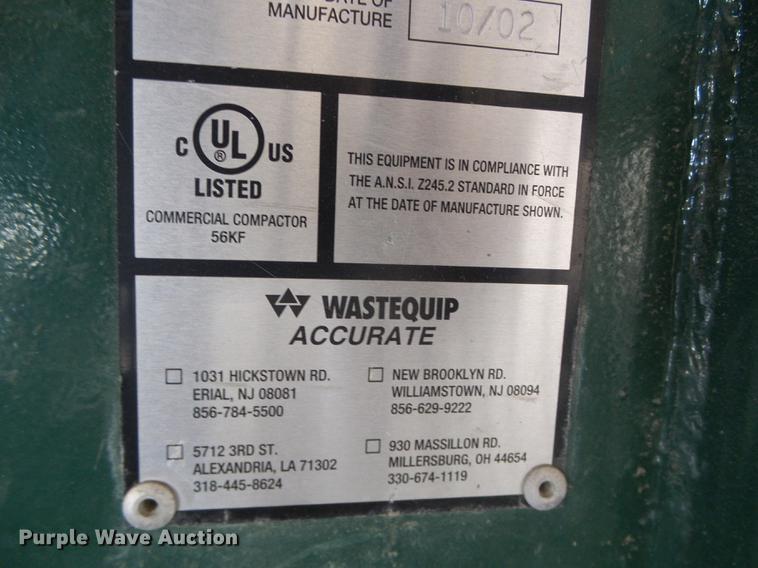 DATE OF
MANUFACTURE
10/02
C UL ® US
LISTED
COMMERCIAL COMPACTOR
56KF
THIS EQUIPMENT IS IN COMPLIANCE WITH
THE A.N.S.I. Z245.2 STANDARD IN FORCE
AT THE DATE OF MANUFACTURE SHOWN.
WASTEQUIP
ACCURATE
1031 HICKSTOWN RD.
ERIAL, NJ 08081
856-784-5500
NEW BROOKLYN RD.
WILLIAMSTOWN, NJ 08094
856-629-9222
5712 3RD ST.
ALEXANDRIA, LA 71302
318-445-8624
930 MASSILLON RD.
MILLERSBURG, OH 44654
330-674-1119
Purple Wave Auction